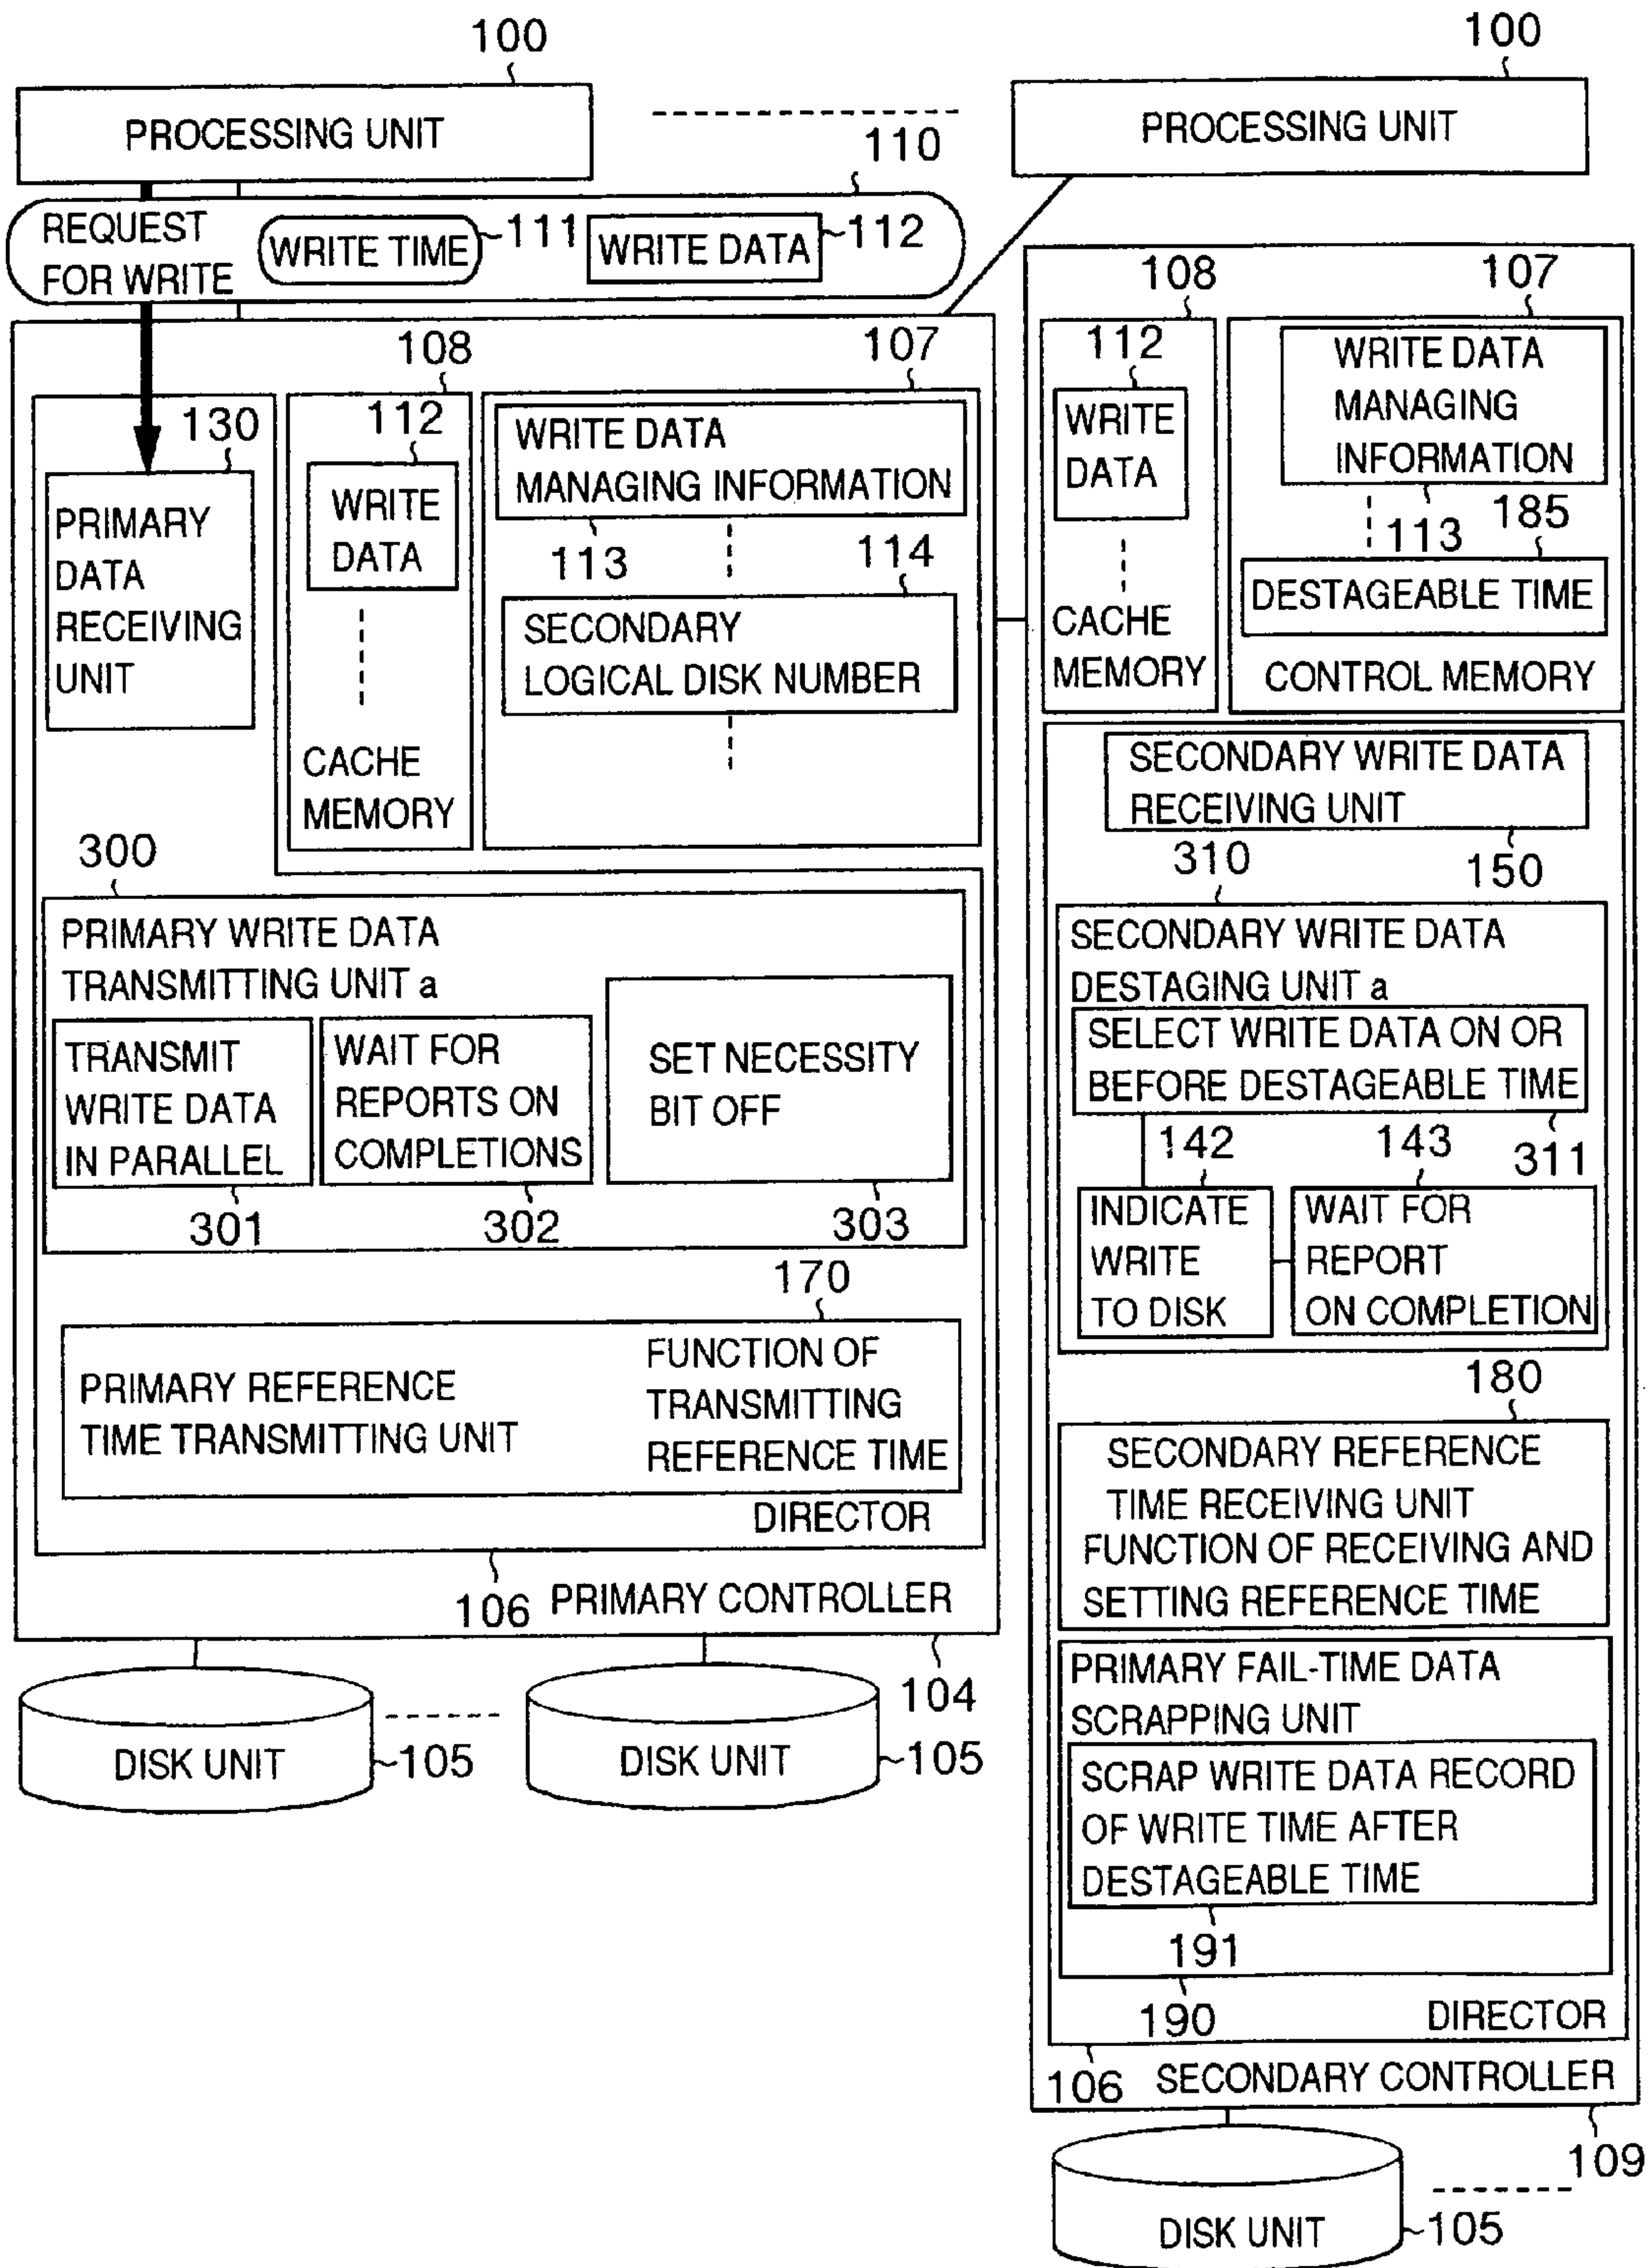 100
PROCESSING UNIT
100
PROCESSING UNIT
110
REQUEST
FOR WRITE
WRITE TIME
111
WRITE DATA
112
108
107
130
PRIMARY
DATA
RECEIVING
UNIT
112
WRITE
DATA
CACHE
MEMORY
WRITE DATA
MANAGING INFORMATION
113
114
SECONDARY
LOGICAL DISK NUMBER
300
PRIMARY WRITE DATA
TRANSMITTING UNIT a
TRANSMIT
WRITE DATA
IN PARALLEL
301
WAIT FOR
REPORTS ON
COMPLETIONS
302
SET NECESSITY
BIT OFF
303
170
PRIMARY REFERENCE
TIME TRANSMITTING UNIT
FUNCTION OF
TRANSMITTING
REFERENCE TIME
DIRECTOR
106
PRIMARY CONTROLLER
104
DISK UNIT
105
DISK UNIT
105
108
107
112
WRITE
DATA
CACHE
MEMORY
WRITE DATA
MANAGING
INFORMATION
113
185
DESTAGEABLE TIME
CONTROL MEMORY
SECONDARY WRITE DATA
RECEIVING UNIT
150
310
SECONDARY WRITE DATA
DESTAGING UNIT a
SELECT WRITE DATA ON OR
BEFORE DESTAGEABLE TIME
311
142
INDICATE
WRITE
TO DISK
143
WAIT FOR
REPORT
ON COMPLETION
180
SECONDARY REFERENCE
TIME RECEIVING UNIT
FUNCTION OF RECEIVING AND
SETTING REFERENCE TIME
PRIMARY FAIL-TIME DATA
SCRAPPING UNIT
SCRAP WRITE DATA RECORD
OF WRITE TIME AFTER
DESTAGEABLE TIME
191
190
DIRECTOR
106
SECONDARY CONTROLLER
109
DISK UNIT
105